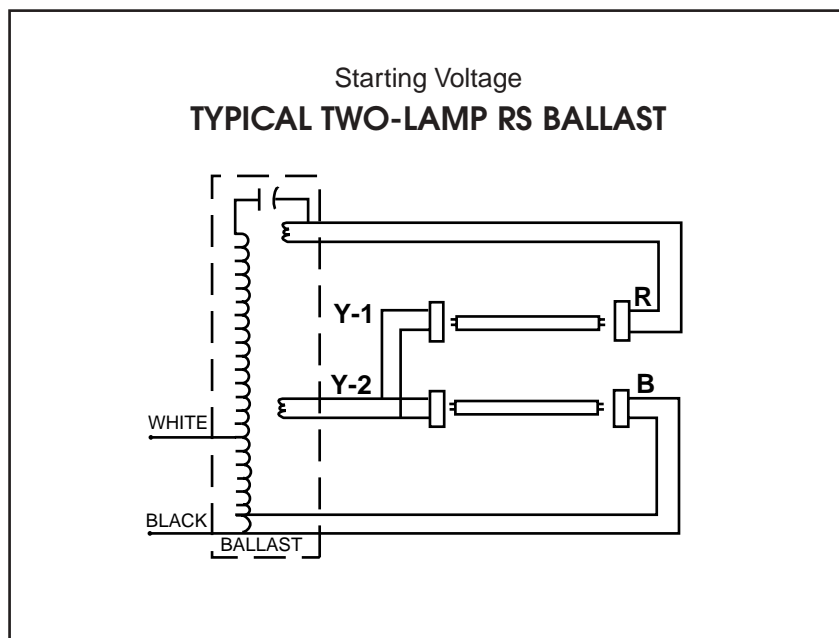 Starting Voltage
TYPICAL TWO-LAMP RS BALLAST
R
Y-1
Y-2
B
WHITE
BLACK
BALLAST